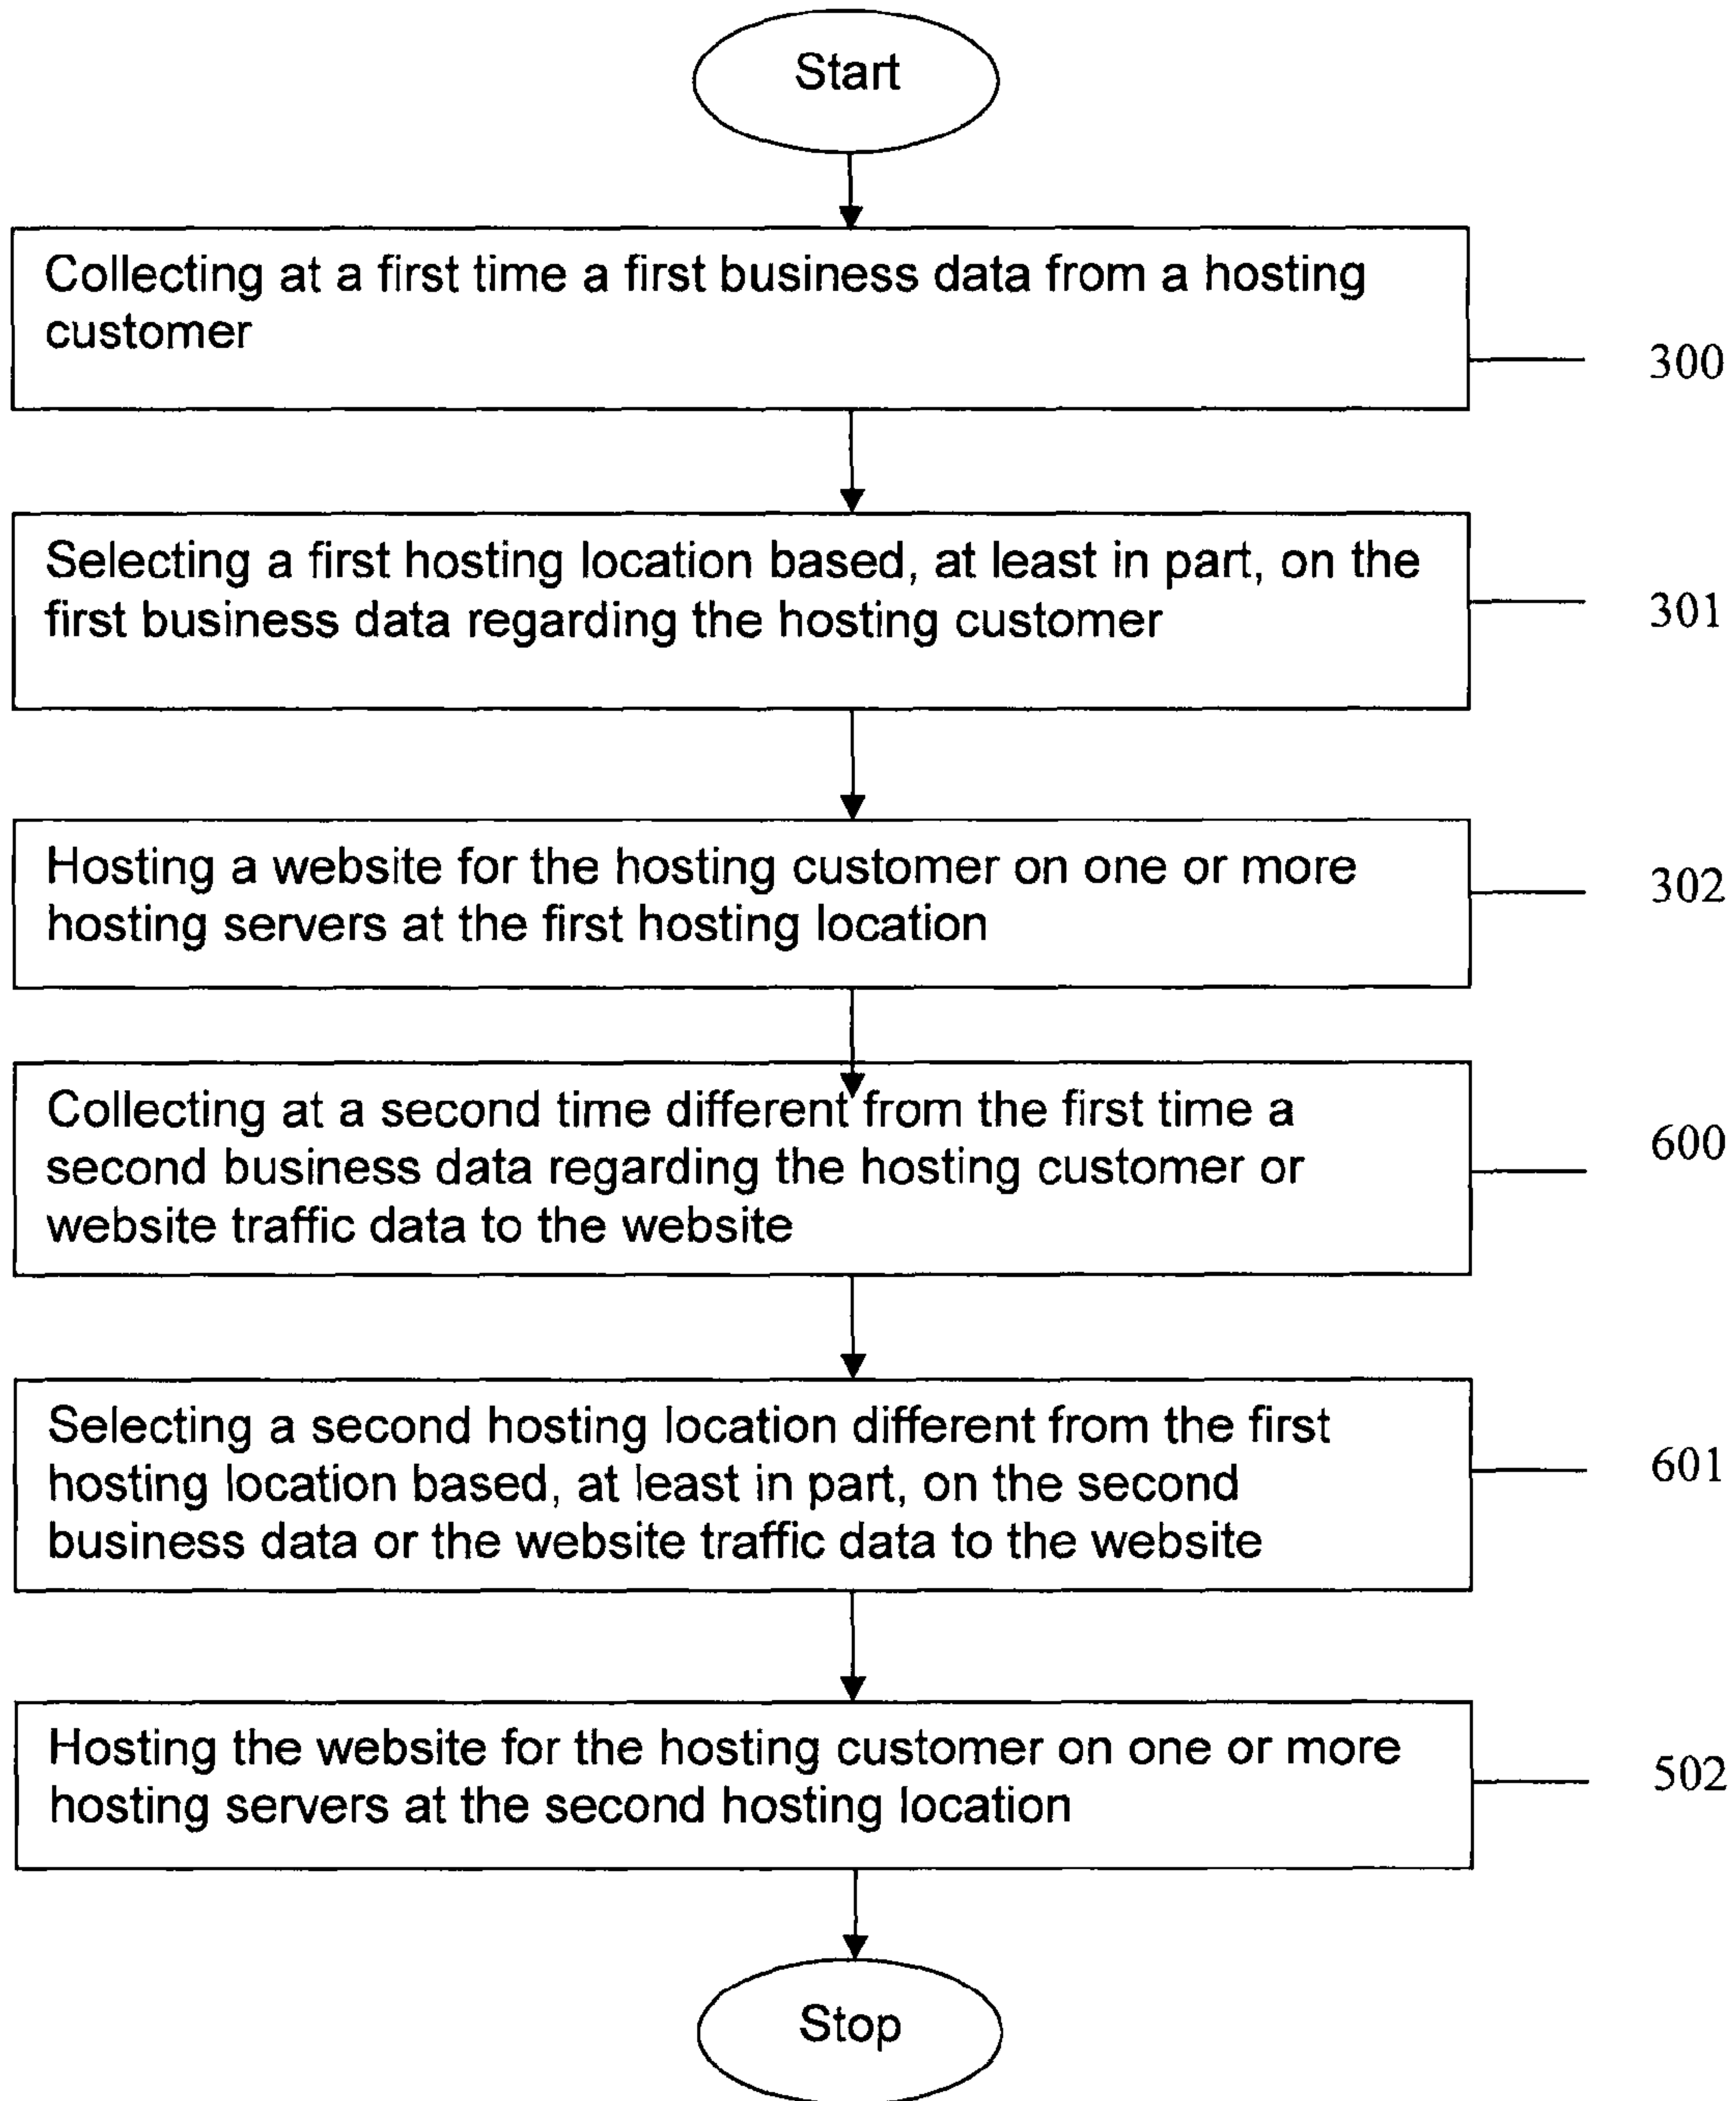 Start
Collecting at a first time a first business data from a hosting
customer
300
Selecting a first hosting location based, at least in part, on the
first business data regarding the hosting customer
301
Hosting a website for the hosting customer on one or more
hosting servers at the first hosting location
302
Collecting at a second time different from the first time a
second business data regarding the hosting customer or
website traffic data to the website
600
Selecting a second hosting location different from the first
hosting location based, at least in part, on the second
business data or the website traffic data to the website
601
Hosting the website for the hosting customer on one or more
hosting servers at the second hosting location
502
Stop